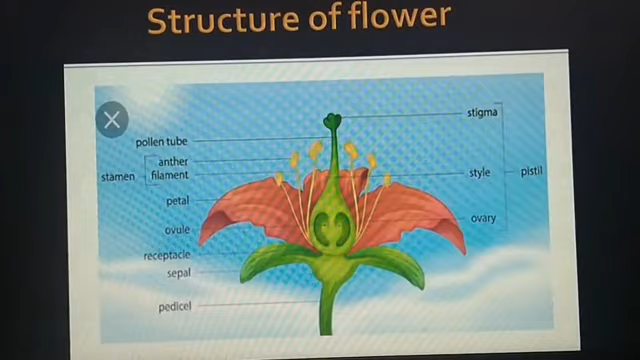 Structure of flower
stigma
pollen tube
anther
stamen
filament
style
pistil
petal
ovary
ovule
receptacle
sepal
pedicel